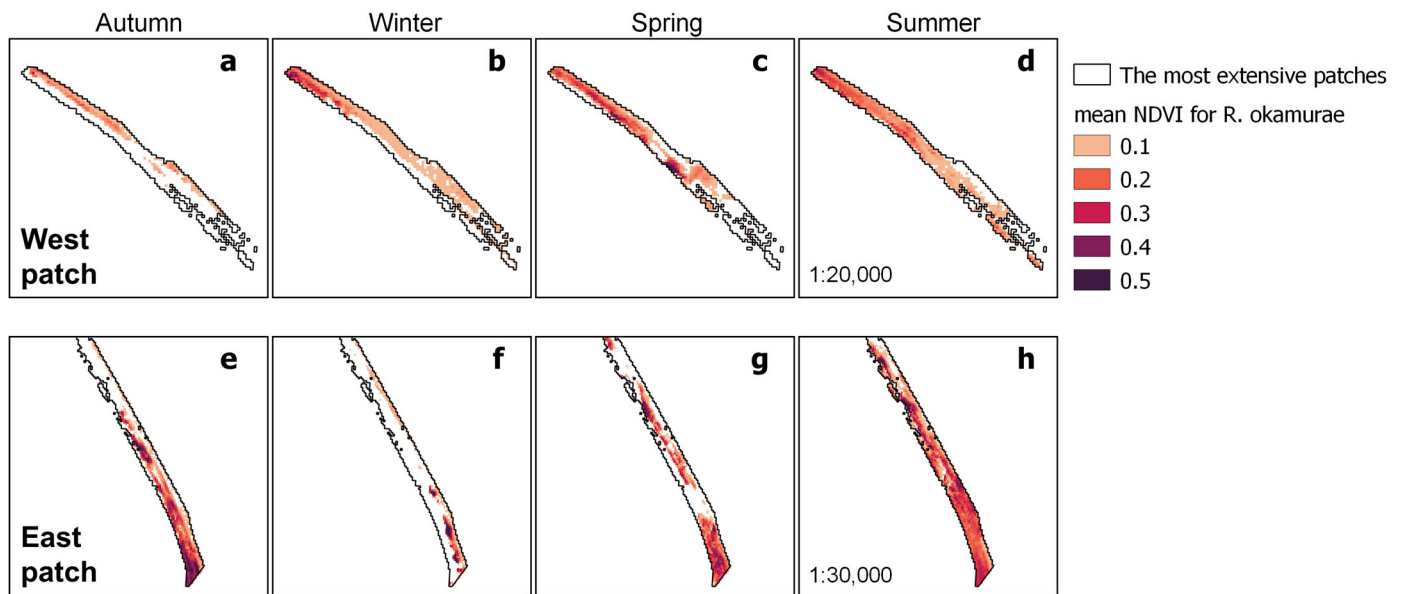 Autumn
Winter
Spring
Summer
a
b
c
d
West
patch
1:20,000
The most extensive patches
mean NDVI for R. okamurae
0.1
0.2
0.3
0.4
0.5
e
f
g
h
East
patch
1:30,000